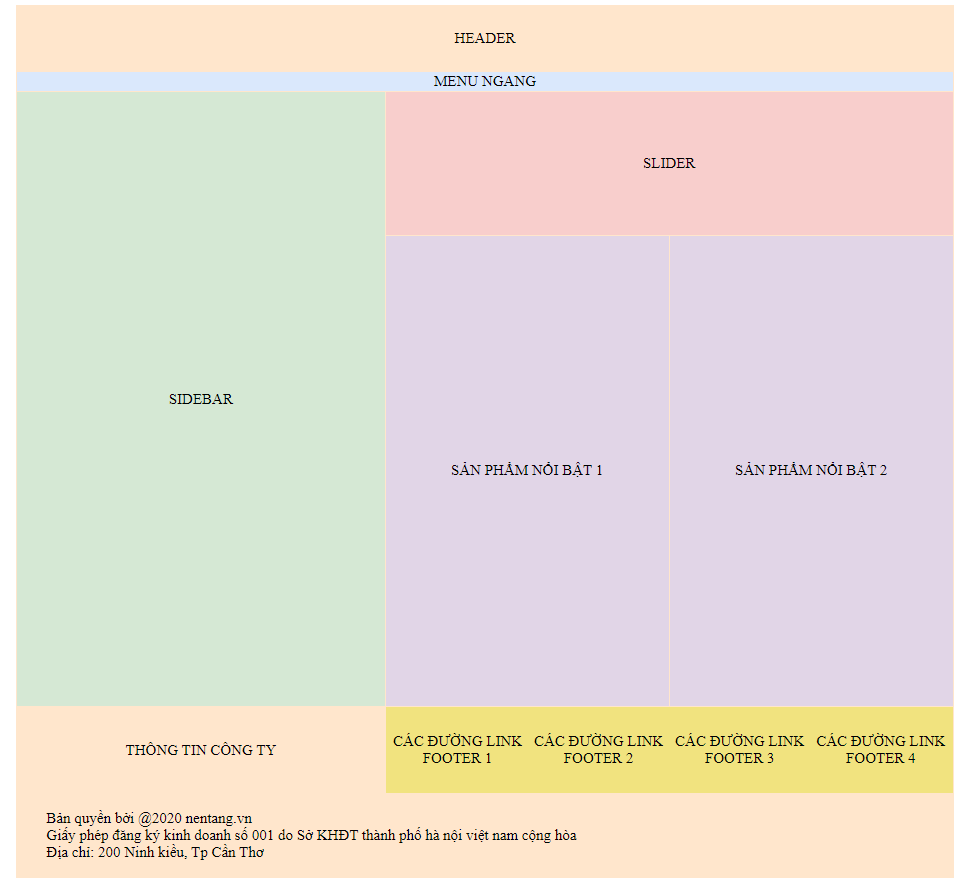 HEADER
MENU NGANG
SLIDER
SIDEBAR
SẢN PHẨM NỔI BẬT 1
SẢN PHẨM NỔI BẬT 2
THÔNG TIN CÔNG TY
CÁC ĐƯỜNG LINK
FOOTER 1
CÁC ĐƯỜNG LINK
FOOTER 2
CÁC ĐƯỜNG LINK
FOOTER 3
CÁC ĐƯỜNG LINK
FOOTER 4
Bản quyền bởi @2020 nentang.vn
Giấy phép đăng ký kinh doanh số 001 do Sở KHĐT thành phố hà nội việt nam cộng hòa
Địa chỉ: 200 Ninh kiều, Tp Cần Thơ